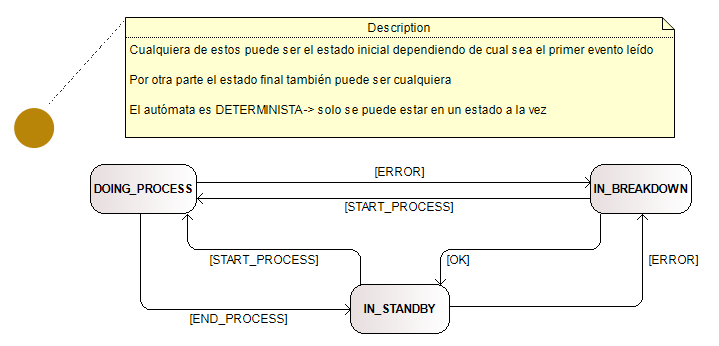 Description
Cualquiera de estos puede ser el estado inicial dependiendo de cual sea el primer evento leído
Por otra parte el estado final también puede ser cualquiera
El autómata es DETERMINISTA-> solo se puede estar en un estado a la vez
[ERROR]
DOING_PROCESS
IN_BREAKDOWN
[START_PROCESS]
[START_PROCESS]
[OK]
[ERROR]
IN_STANDBY
[END_PROCESS]